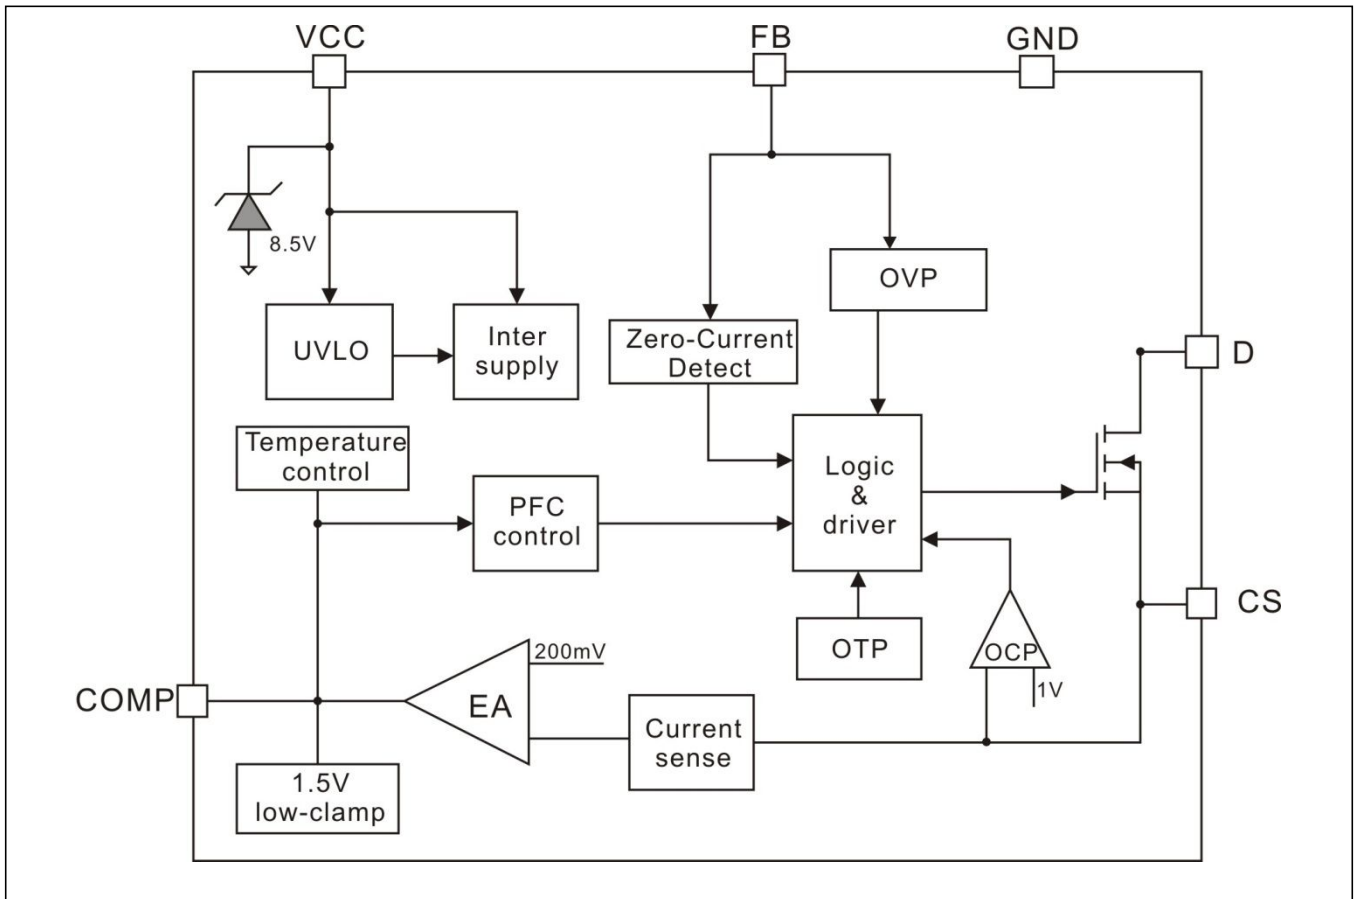 VCC
FB
GND
8.5V
OVP
UVLO
Inter
supply
Zero-Current
Detect
D
Temperature
control
PFC
control
Logic
&
driver
CS
OTP
OCP
1V
200mV
EA
COMP
Current
sense
1.5V
low-clamp